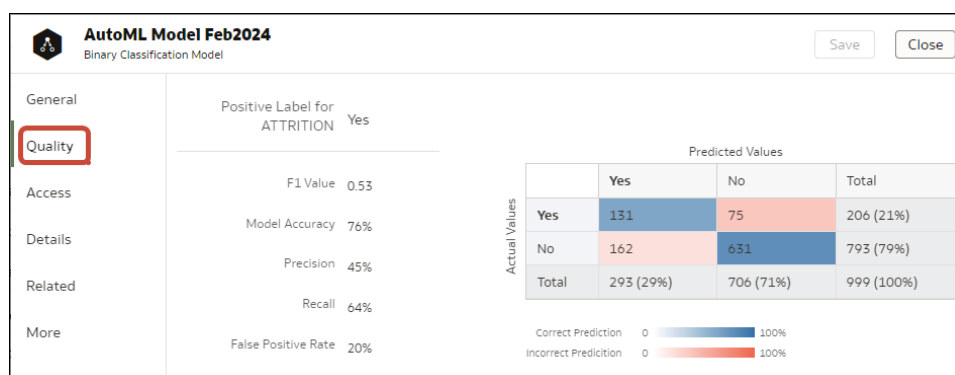 AutoML Model Feb2024
Binary Classification Model
Save
Close
General
Quality
Access
Details
Related
More
Positive Label for
ATTRITION
Yes
F1 Value 0.53
Model Accuracy 76%
Precision 45%
Recall 64%
False Positive Rate 20%
Predicted Values
Actual Values
Yes No Total
Yes 131 75 206 (21%)
No 162 631 793 (79%)
Total 293 (29%) 706 (71%) 999 (100%)
Correct Prediction 0 100%
Incorrect Predicition 0 100%